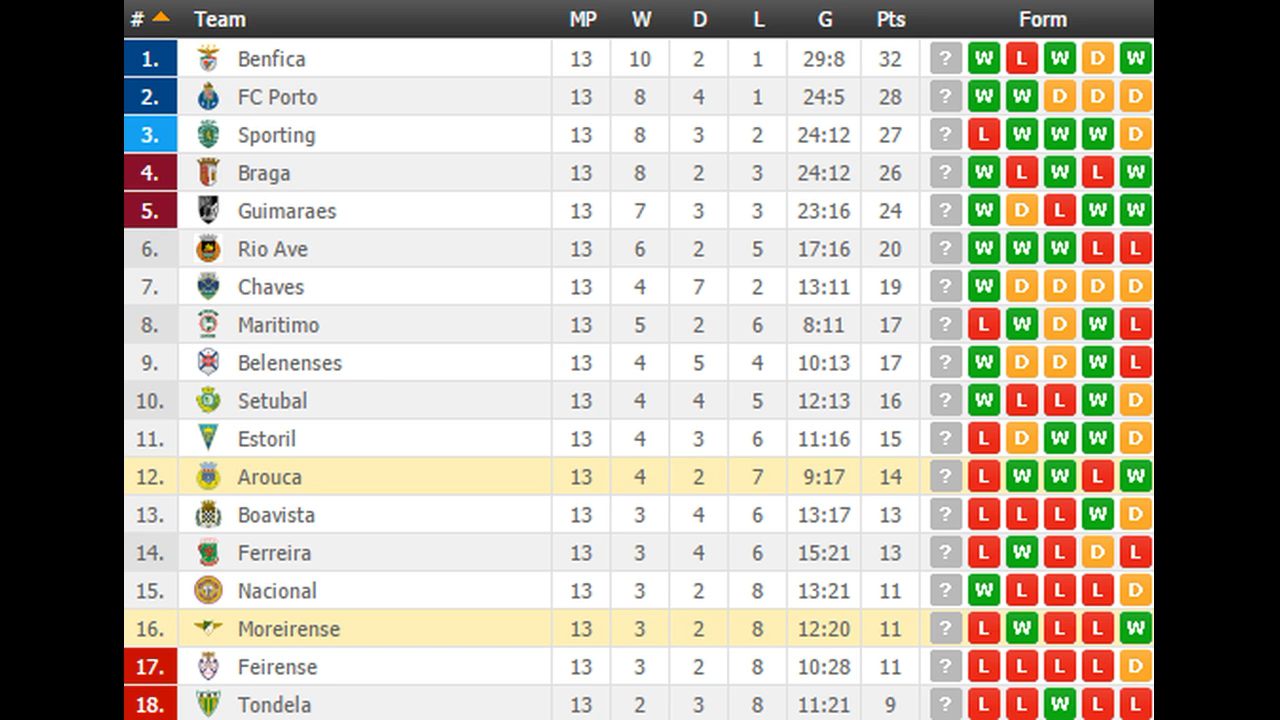 # Team MP W D L G Pts Form
1. Benfica 13 10 2 1 29:8 32 ? W L W D W
2. FC Porto 13 8 4 1 24:5 28 ? W W D D D
3. Sporting 13 8 3 2 24:12 27 ? L W W W D
4. Braga 13 8 2 3 24:12 26 ? W L W L W
5. Guimaraes 13 7 3 3 23:16 24 ? W D L W W
6. Rio Ave 13 6 2 5 17:16 20 ? W W W L L
7. Chaves 13 4 7 2 13:11 19 ? W D D D D
8. Maritimo 13 5 2 6 8:11 17 ? L W D W L
9. Belenenses 13 4 5 4 10:13 17 ? W D D W L
10. Setubal 13 4 4 5 12:13 16 ? W L L W D
11. Estoril 13 4 3 6 11:16 15 ? L D W W D
12. Arouca 13 4 2 7 9:17 14 ? L W W L W
13. Boavista 13 3 4 6 13:17 13 ? L L L W D
14. Ferreira 13 3 4 6 15:21 13 ? L W L D L
15. Nacional 13 3 2 8 13:21 11 ? W L L L D
16. Moreirense 13 3 2 8 12:20 11 ? L W L L W
17. Feirense 13 3 2 8 10:28 11 ? L L L L D
18. Tondela 13 2 3 8 11:21 9 ? L L W L L